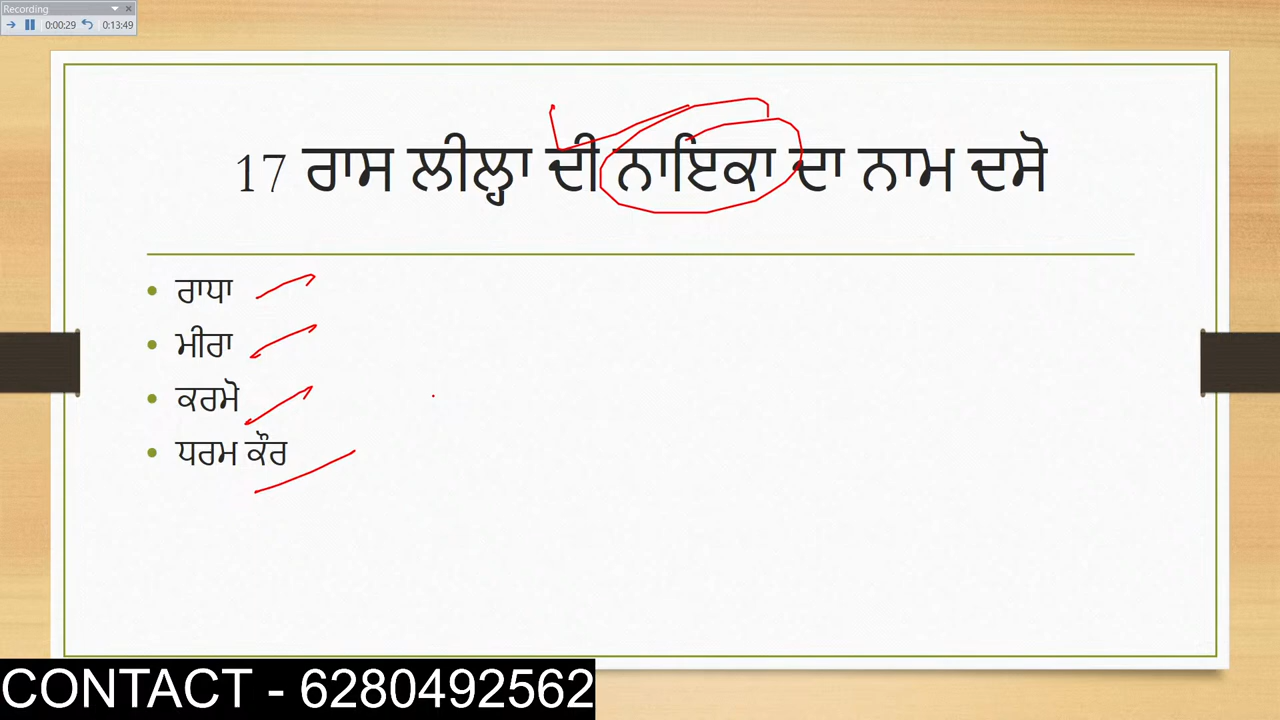 Recording
0:00:29 0:13:49
17 ਰਾਸ ਲੀਲ੍ਹਾ ਦੀ ਨਾਇਕਾ ਦਾ ਨਾਮ ਦਸੋ
• ਰਾਧਾ
• ਮੀਰਾ
• ਕਰਮੋ
• ਧਰਮ ਕੌਰ
CONTACT - 6280492562